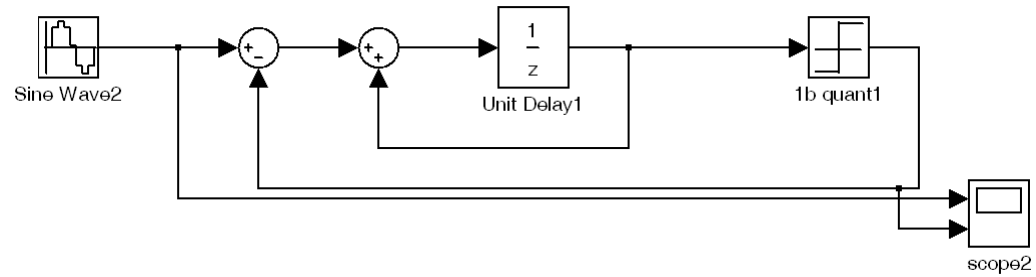 +
−
+
+
1
z
Sine Wave2
Unit Delay1
1b quant1
scope2